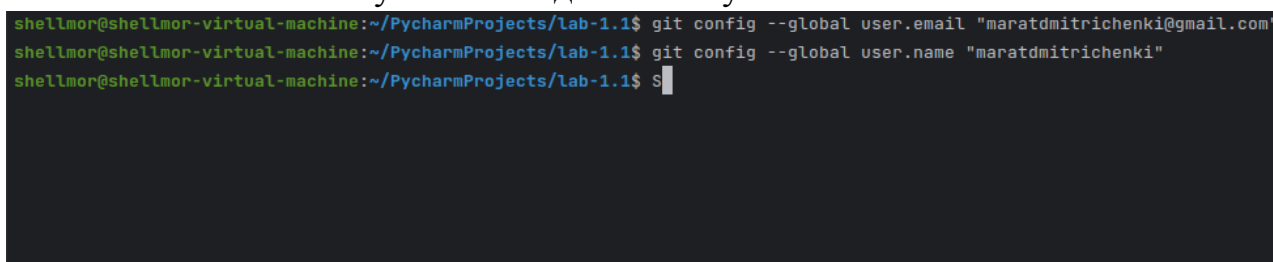 shellmor@shellmor-virtual-machine:~/PycharmProjects/lab-1.1$ git config --global user.email "maratdmitrichenki@gmail.com"
shellmor@shellmor-virtual-machine:~/PycharmProjects/lab-1.1$ git config --global user.name "maratdmitrichenki"
shellmor@shellmor-virtual-machine:~/PycharmProjects/lab-1.1$ S